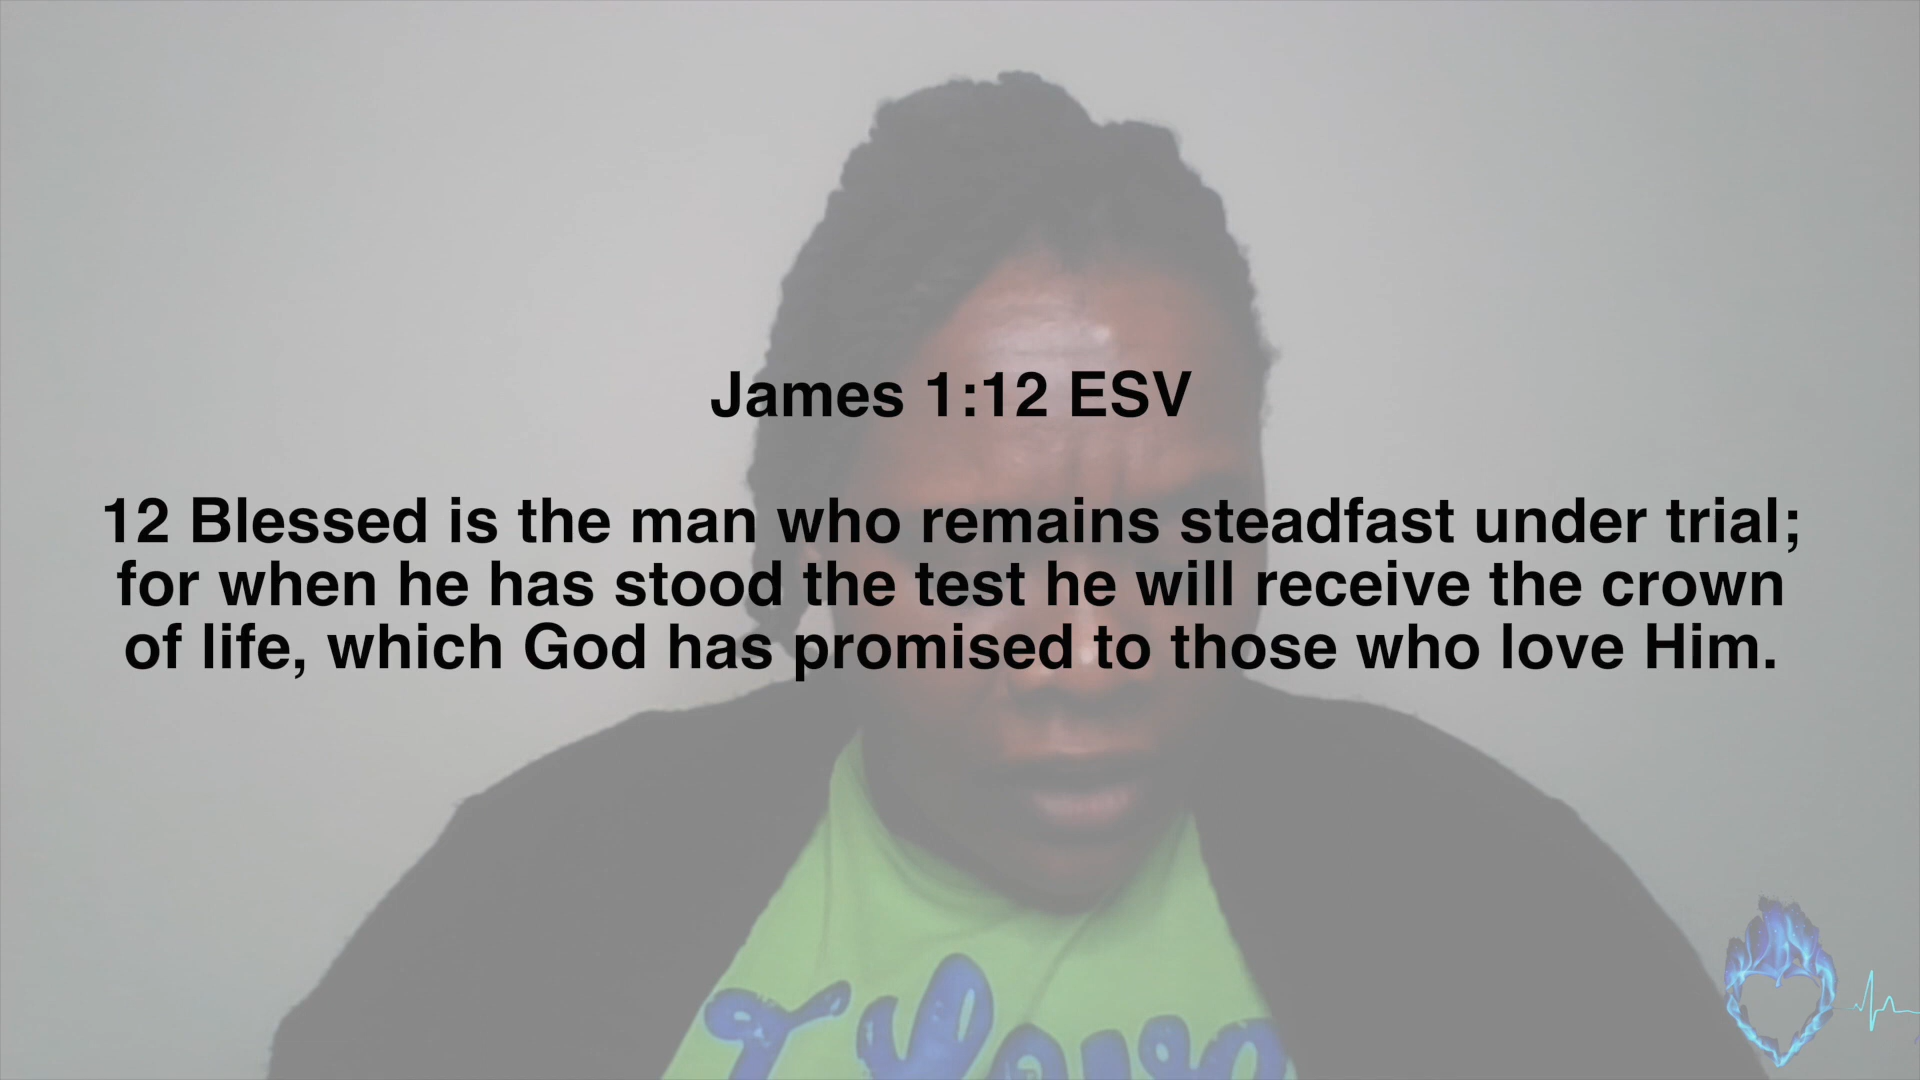 James 1:12 ESV
12 Blessed is the man who remains steadfast under trial;
for when he has stood the test he will receive the crown
of life, which God has promised to those who love Him.